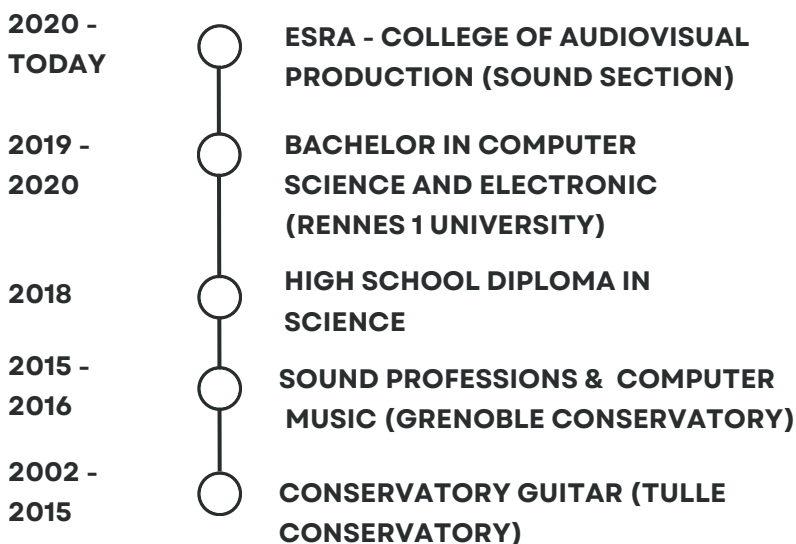 2020 -
TODAY
ESRA - COLLEGE OF AUDIOVISUAL
PRODUCTION (SOUND SECTION)
2019 -
2020
BACHELOR IN COMPUTER
SCIENCE AND ELECTRONIC
(RENNES 1 UNIVERSITY)
2018
HIGH SCHOOL DIPLOMA IN
SCIENCE
2015 -
2016
SOUND PROFESSIONS & COMPUTER
MUSIC (GRENOBLE CONSERVATORY)
2002 -
2015
CONSERVATORY GUITAR (TULLE
CONSERVATORY)